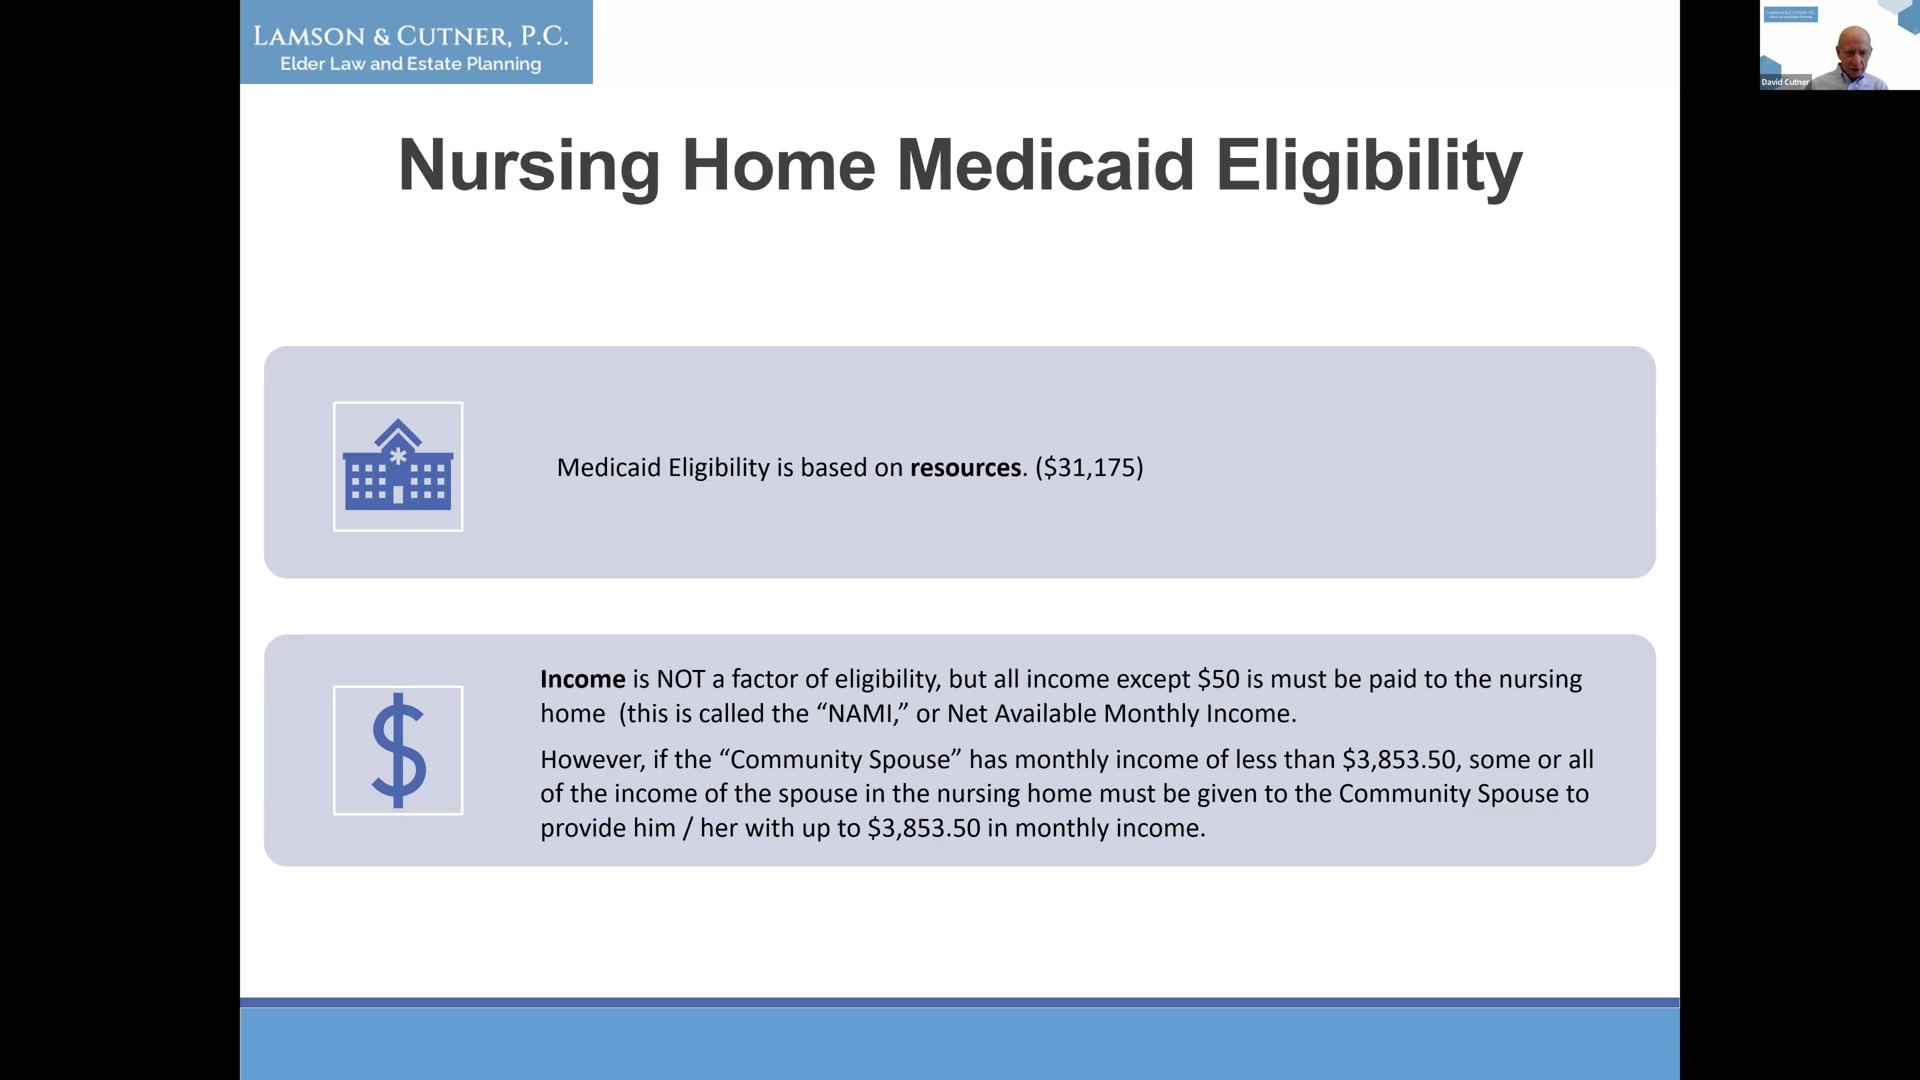 LAMSON & CUTNER, P.C.
Elder Law and Estate Planning
David Cutner
Nursing Home Medicaid Eligibility
Medicaid Eligibility is based on resources. ($31,175)
Income is NOT a factor of eligibility, but all income except $50 is must be paid to the nursing
home  (this is called the “NAMI,” or Net Available Monthly Income.
However, if the “Community Spouse” has monthly income of less than $3,853.50, some or all
of the income of the spouse in the nursing home must be given to the Community Spouse to
provide him / her with up to $3,853.50 in monthly income.